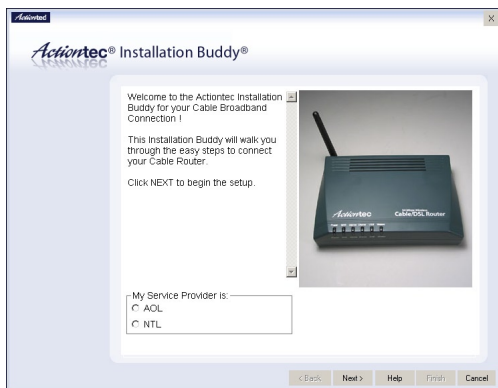 Actiontec
X
Actiontec® Installation Buddy®
Welcome to the Actiontec Installation
Buddy for your Cable Broadband
Connection !
This Installation Buddy will walk you
through the easy steps to connect
your Cable Router.
Click NEXT to begin the setup.
Actiontec
Cable/DSL Router
My Service Provider is:
AOL
NTL
< Back
Next >
Help
Finish
Cancel